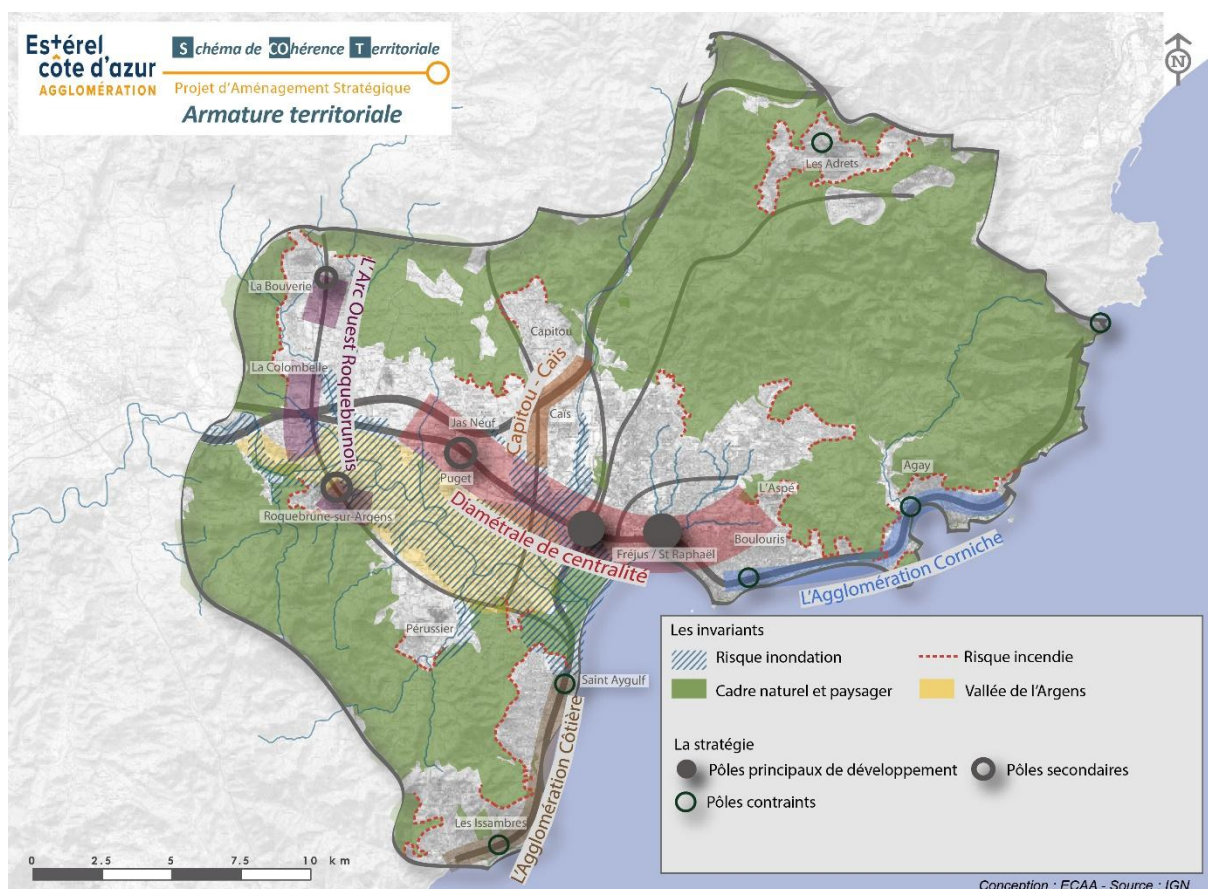 Estérel
côte d'azur
AGGLOMÉRATION
Schéma de COhérence Territoriale
Projet d'Aménagement Stratégique
Armature territoriale
N
Les Adrets
La Bouverie
L'Arc Ouest Roquebrunois
Capitou
La Colombelle
Capitou - Caïs
Caïs
Jas Neuf
Puget
Agay
L'Aspé
Roquebrune-sur-Argens
Diamétrale de centralité
Fréjus / St Raphaël
Boulouris
L'Agglomération Corniche
Pérussier
Saint Aygulf
L'Agglomération Côtière
Les Issambres
Les invariants
Risque inondation
Risque incendie
Cadre naturel et paysager
Vallée de l'Argens
La stratégie
Pôles principaux de développement
Pôles secondaires
Pôles contraints
0 2.5 5 7.5 10 km
Conception : ECAA - Source : IGN